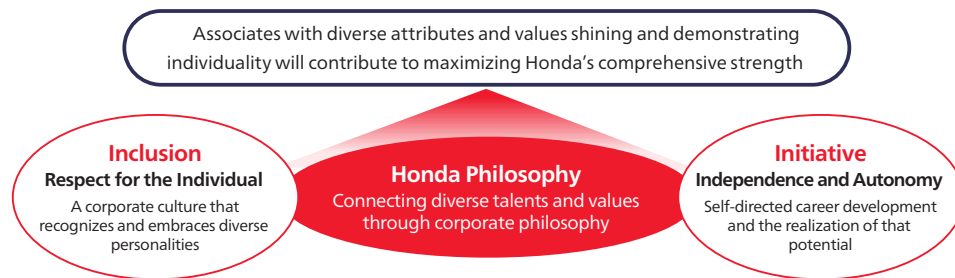 Associates with diverse attributes and values shining and demonstrating
individuality will contribute to maximizing Honda's comprehensive strength
Inclusion
Respect for the Individual
A corporate culture that
recognizes and embraces diverse
personalities
Honda Philosophy
Connecting diverse talents and values
through corporate philosophy
Initiative
Independence and Autonomy
Self-directed career development
and the realization of that
potential